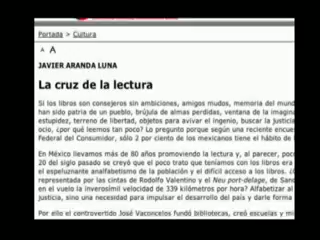 Portada > Cultura
A A
JAVIER ARANDA LUNA
La cruz de la lectura
Si los libros son consejeros sin ambiciones, amigos mudos, memoria del mund
han sido patria de un pueblo, brújula de almas perdidas, ventana de la imagina
estupidez, terreno de libertad, objetos para avivar el ingenio, buscar la justicia
ocio, ¿por qué leemos tan poco? Lo pregunto porque según una reciente encues
Federal del Consumidor, sólo 2 por ciento de los mexicanos tiene el hábito de l
En México llevamos más de 80 años promoviendo la lectura y, al parecer, poco
20 del siglo pasado se creyó que el poco trato que teníamos con los libros era
el espeluznante analfabetismo de la población y el difícil acceso a los libros.
representada por las cintas de Rodolfo Valentino y el Neu port-delage, de San
en el vuelo la inverosímil velocidad de 339 kilómetros por hora? Alfabetizar al
justicia, sino una necesidad para impulsar el desarrollo del país y darle forma
Por ello el controvertido José Vasconcelos fundó bibliotecas, creó escuelas y mi